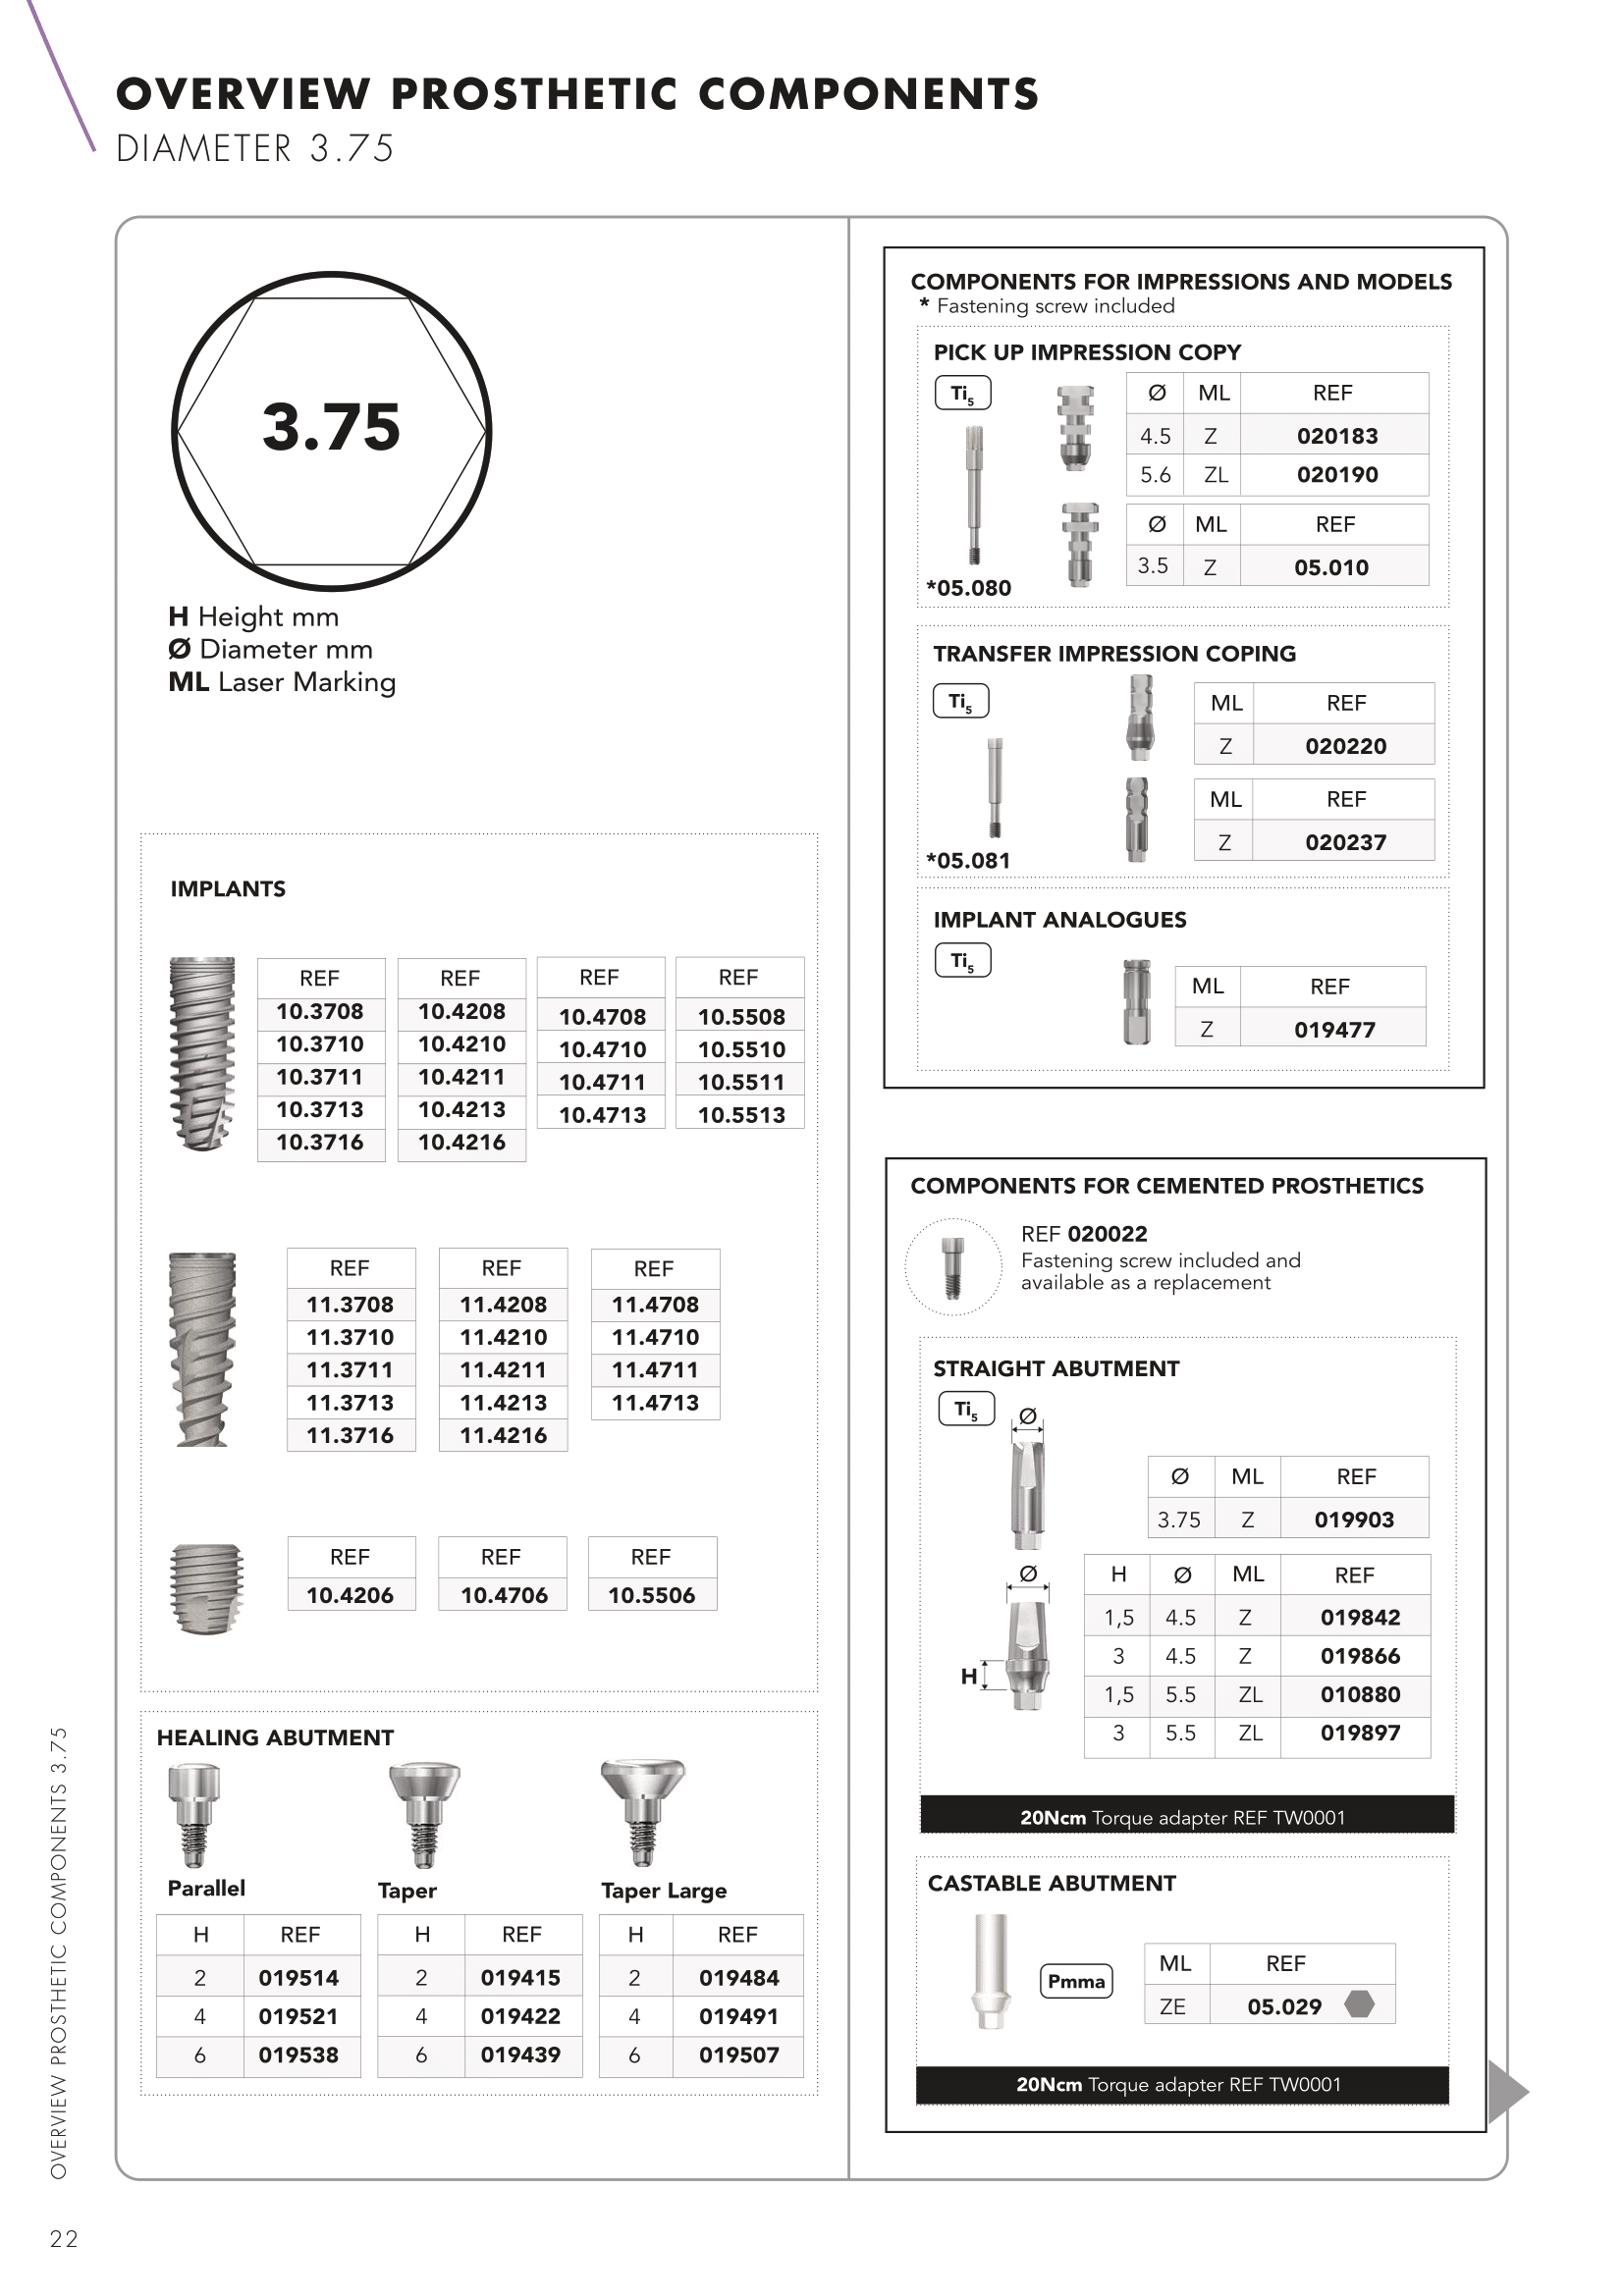 OVERVIEW PROSTHETIC COMPONENTS
DIAMETER 3.75
3.75
H Height mm
Ø Diameter mm
ML Laser Marking
IMPLANTS
REF REF REF REF
10.3708 10.4208 10.4708 10.5508
10.3710 10.4210 10.4710 10.5510
10.3711 10.4211 10.4711 10.5511
10.3713 10.4213 10.4713 10.5513
10.3716 10.4216
REF REF REF
11.3708 11.4208 11.4708
11.3710 11.4210 11.4710
11.3711 11.4211 11.4711
11.3713 11.4213 11.4713
11.3716 11.4216
REF REF REF
10.4206 10.4706 10.5506
HEALING ABUTMENT
Parallel Taper Taper Large
H REF H REF H REF
2 019514 2 019415 2 019484
4 019521 4 019422 4 019491
6 019538 6 019439 6 019507
COMPONENTS FOR IMPRESSIONS AND MODELS
* Fastening screw included
PICK UP IMPRESSION COPY
Ti5
Ø ML REF
4.5 Z 020183
5.6 ZL 020190
Ø ML REF
3.5 Z 05.010
*05.080
TRANSFER IMPRESSION COPING
Ti5
ML REF
Z 020220
ML REF
Z 020237
*05.081
IMPLANT ANALOGUES
Ti5
ML REF
Z 019477
COMPONENTS FOR CEMENTED PROSTHETICS
REF 020022
Fastening screw included and
available as a replacement
STRAIGHT ABUTMENT
Ti5
Ø
Ø ML REF
3.75 Z 019903
Ø
H
H Ø ML REF
1,5 4.5 Z 019842
3 4.5 Z 019866
1,5 5.5 ZL 010880
3 5.5 ZL 019897
20Ncm Torque adapter REF TW0001
CASTABLE ABUTMENT
Pmma
ML REF
ZE 05.029
20Ncm Torque adapter REF TW0001
OVERVIEW PROSTHETIC COMPONENTS 3.75
22